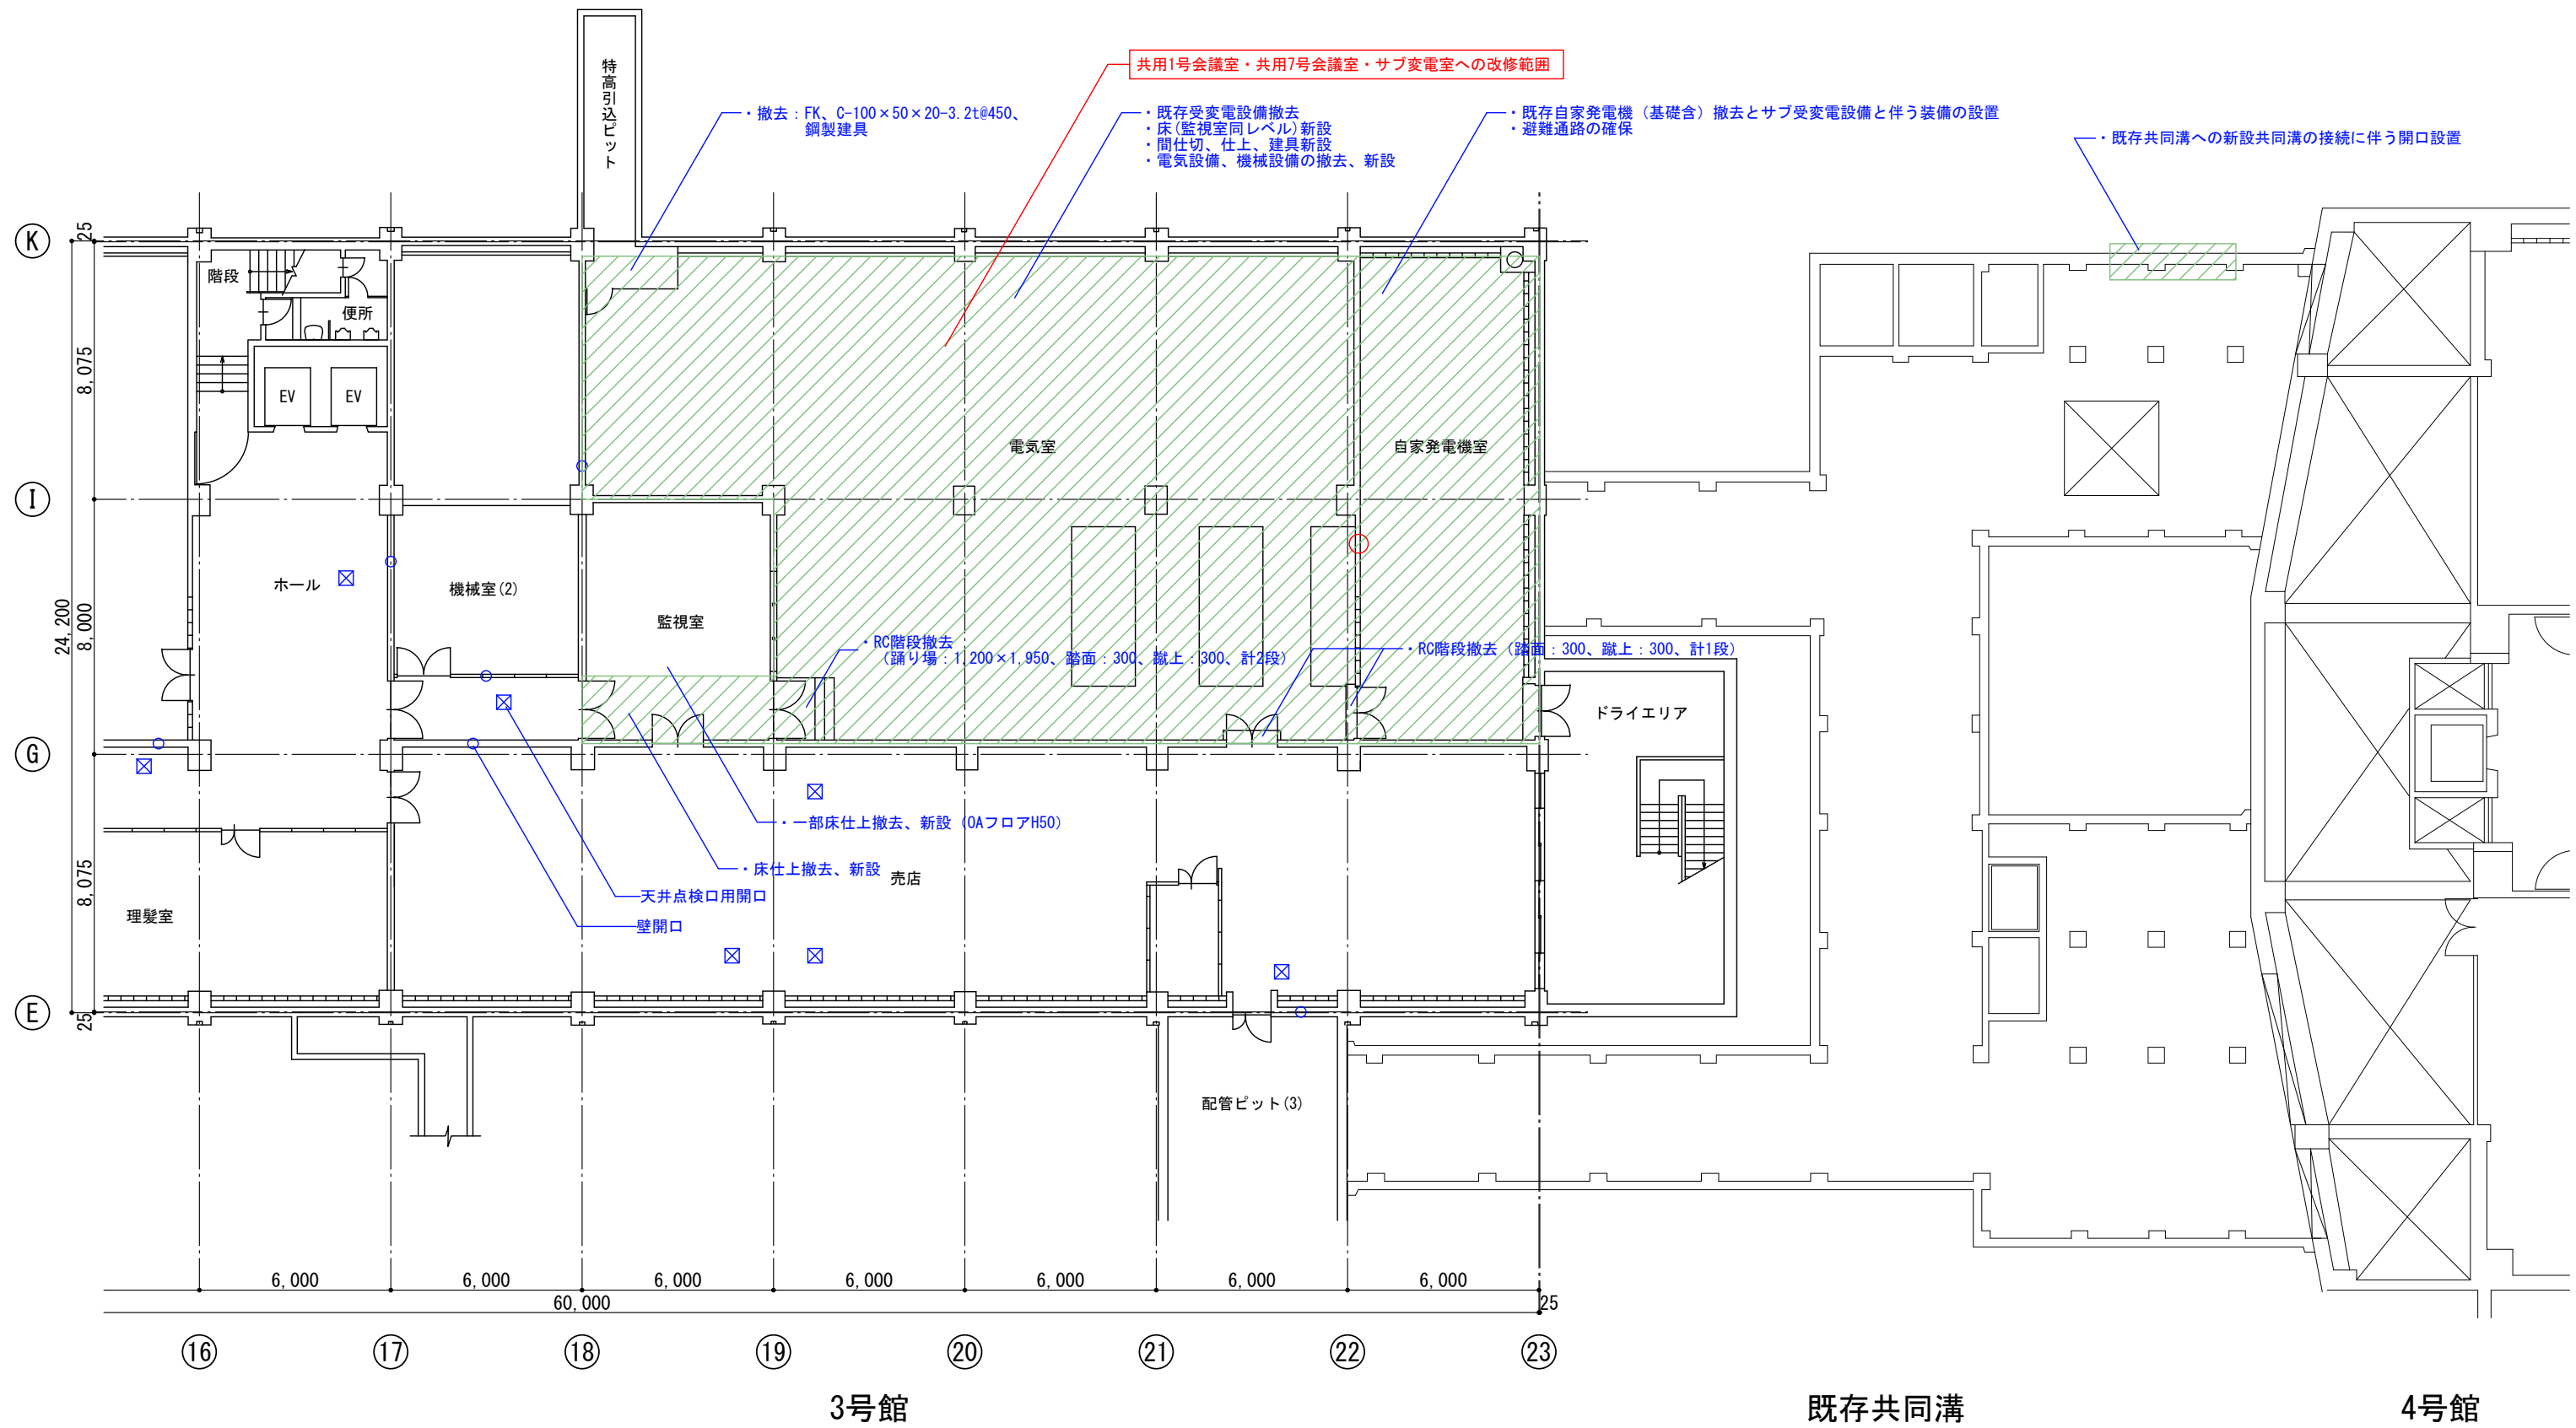 共用1号会議室・共用7号会議室・サブ変電室への改修範囲
特高引込ピット
・撤去：FK、C-100×50×20-3.2t@450、
鋼製建具
・既存受変電設備撤去
・床(監視室同レベル)新設
・間仕切、仕上、建具新設
・電気設備、機械設備の撤去、新設
・既存自家発電機（基礎含）撤去とサブ受変電設備と伴う装備の設置
・避難通路の確保
・既存共同溝への新設共同溝の接続に伴う開口設置
K
25
階段
便所
8,075
EV
EV
電気室
自家発電機室
I
ホール
機械室(2)
監視室
24,200
8,000
・RC階段撤去
（踊り場：1,200×1,950、踏面：300、蹴上：300、計2段）
・RC階段撤去（踏面：300、蹴上：300、計1段）
ドライエリア
G
・一部床仕上撤去、新設（OAフロアH50）
・床仕上撤去、新設
売店
天井点検口用開口
壁開口
8,075
理髪室
E
25
配管ピット(3)
6,000
6,000
6,000
6,000
6,000
6,000
6,000
60,000
25
16
17
18
19
20
21
22
23
3号館
既存共同溝
4号館